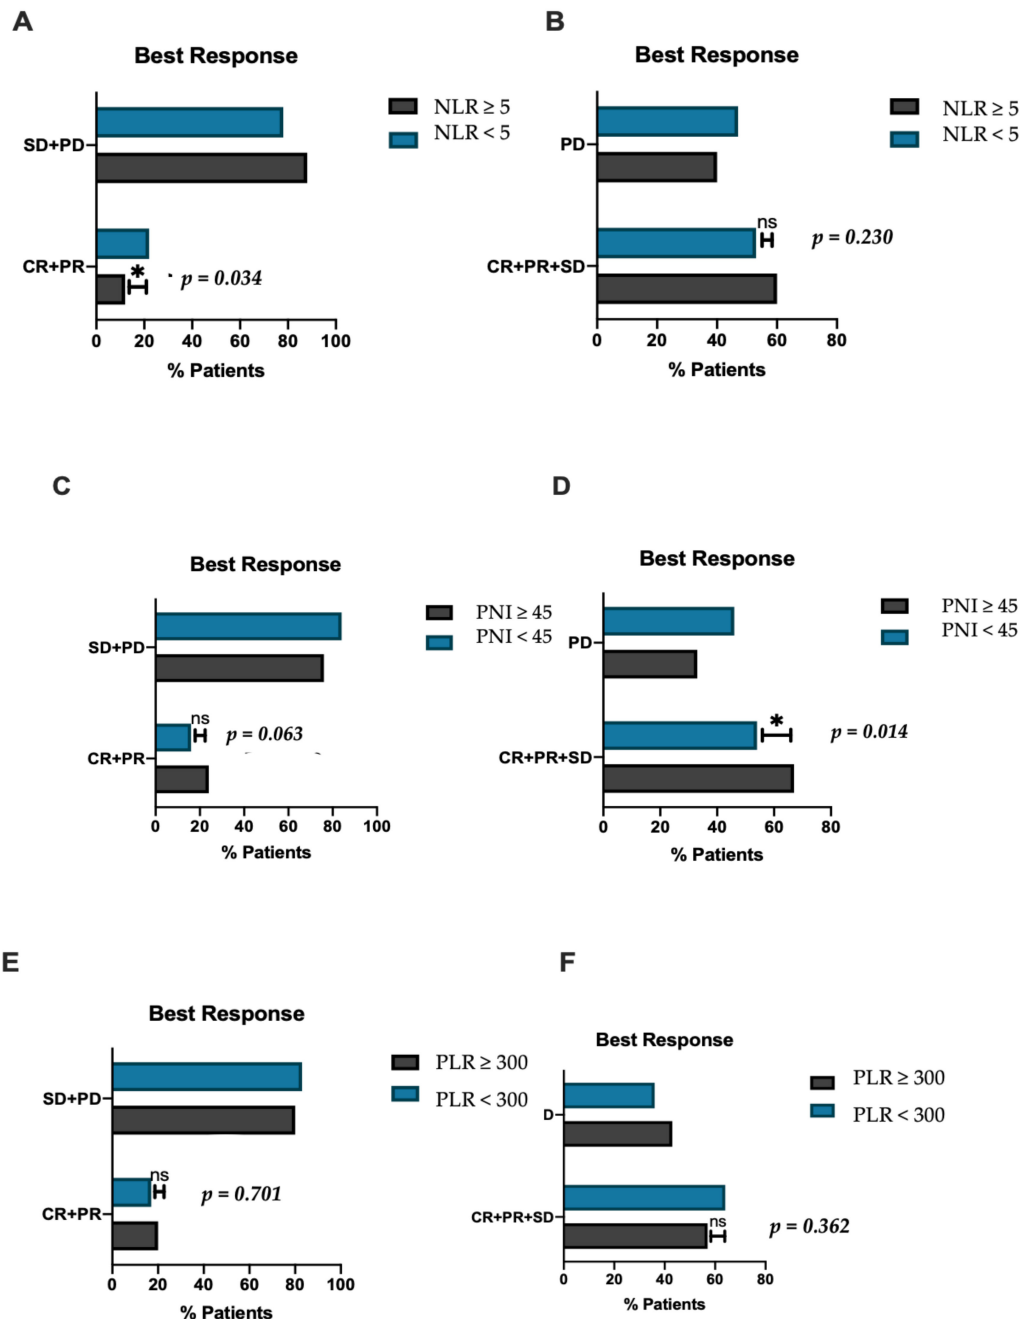 A
Best Response
NLR ≥ 5
NLR < 5
SD+PD
CR+PR
*
p = 0.034
0 20 40 60 80 100
% Patients
B
Best Response
NLR ≥ 5
NLR < 5
PD
ns
CR+PR+SD
p = 0.230
0 20 40 60 80
% Patients
C
Best Response
PNI ≥ 45
PNI < 45
SD+PD
ns
CR+PR
p = 0.063
0 20 40 60 80 100
% Patients
D
Best Response
PNI ≥ 45
PNI < 45
PD
*
CR+PR+SD
p = 0.014
0 20 40 60 80
% Patients
E
Best Response
PLR ≥ 300
PLR < 300
SD+PD
ns
CR+PR
p = 0.701
0 20 40 60 80 100
% Patients
F
Best Response
PLR ≥ 300
PLR < 300
D
CR+PR+SD
ns
p = 0.362
0 20 40 60 80
% Patients